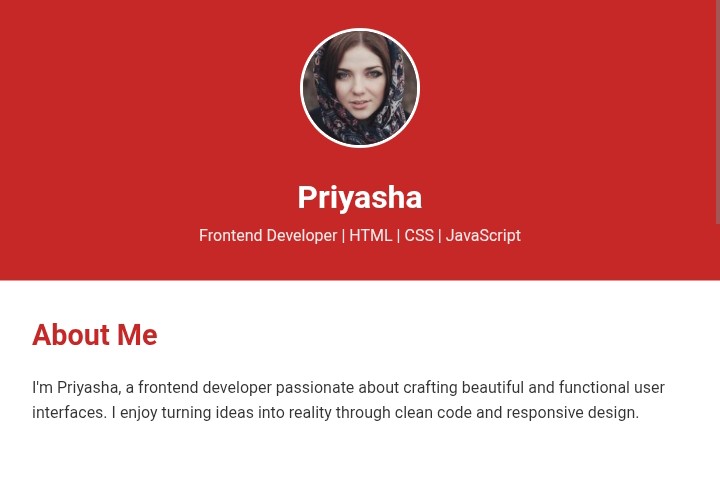 Priyasha
Frontend Developer | HTML | CSS | JavaScript
About Me
I'm Priyasha, a frontend developer passionate about crafting beautiful and functional user
interfaces. I enjoy turning ideas into reality through clean code and responsive design.